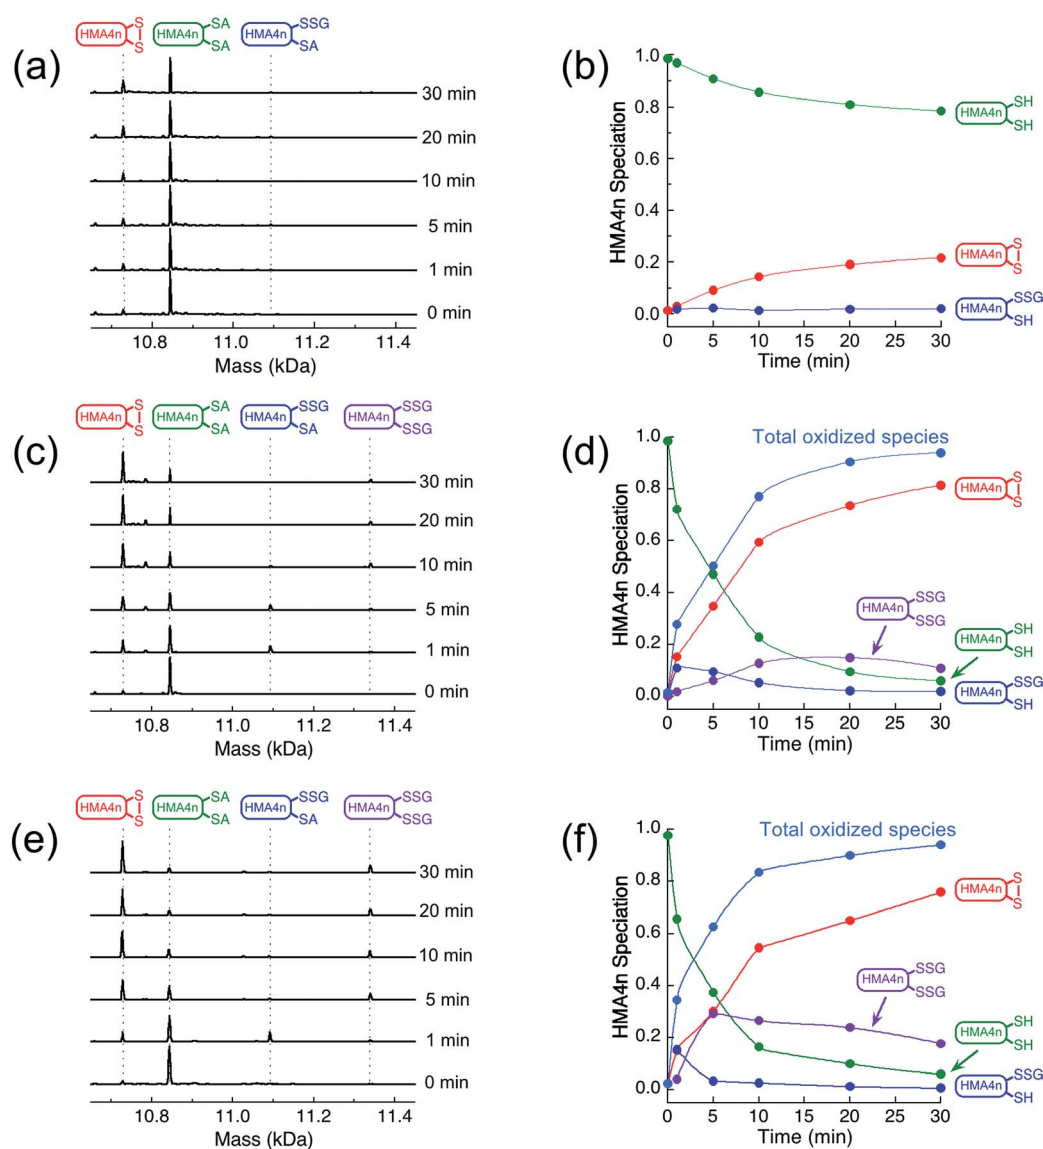 (a)
HMA4n S S
HMA4n SA SA
HMA4n SSG SA
30 min
20 min
10 min
5 min
1 min
0 min
10.8 11.0 11.2 11.4
Mass (kDa)
(b)
HMA4n Speciation
1.0
0.8
0.6
0.4
0.2
0.0
0 5 10 15 20 25 30
Time (min)
HMA4n SH SH
HMA4n S S
HMA4n SSG SH
(c)
HMA4n S S
HMA4n SA SA
HMA4n SSG SA
HMA4n SSG SSG
30 min
20 min
10 min
5 min
1 min
0 min
10.8 11.0 11.2 11.4
Mass (kDa)
(d)
Total oxidized species
HMA4n Speciation
1.0
0.8
0.6
0.4
0.2
0.0
0 5 10 15 20 25 30
Time (min)
HMA4n S S
HMA4n SSG SSG
HMA4n SH SH
HMA4n SSG SH
(e)
HMA4n S S
HMA4n SA SA
HMA4n SSG SA
HMA4n SSG SSG
30 min
20 min
10 min
5 min
1 min
0 min
10.8 11.0 11.2 11.4
Mass (kDa)
(f)
Total oxidized species
HMA4n Speciation
1.0
0.8
0.6
0.4
0.2
0.0
0 5 10 15 20 25 30
Time (min)
HMA4n S S
HMA4n SSG SSG
HMA4n SH SH
HMA4n SSG SH